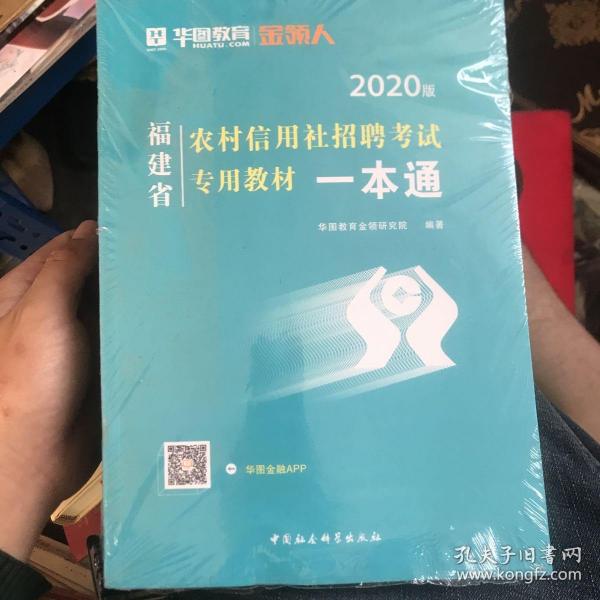 华图教育 金领人
HUATU.COM
2020版
福建省
农村信用社招聘考试
专用教材 一本通
华图教育金领研究院 编著
华图金融APP
中国社会科学出版社
孔夫子旧书网
www.kongfz.com